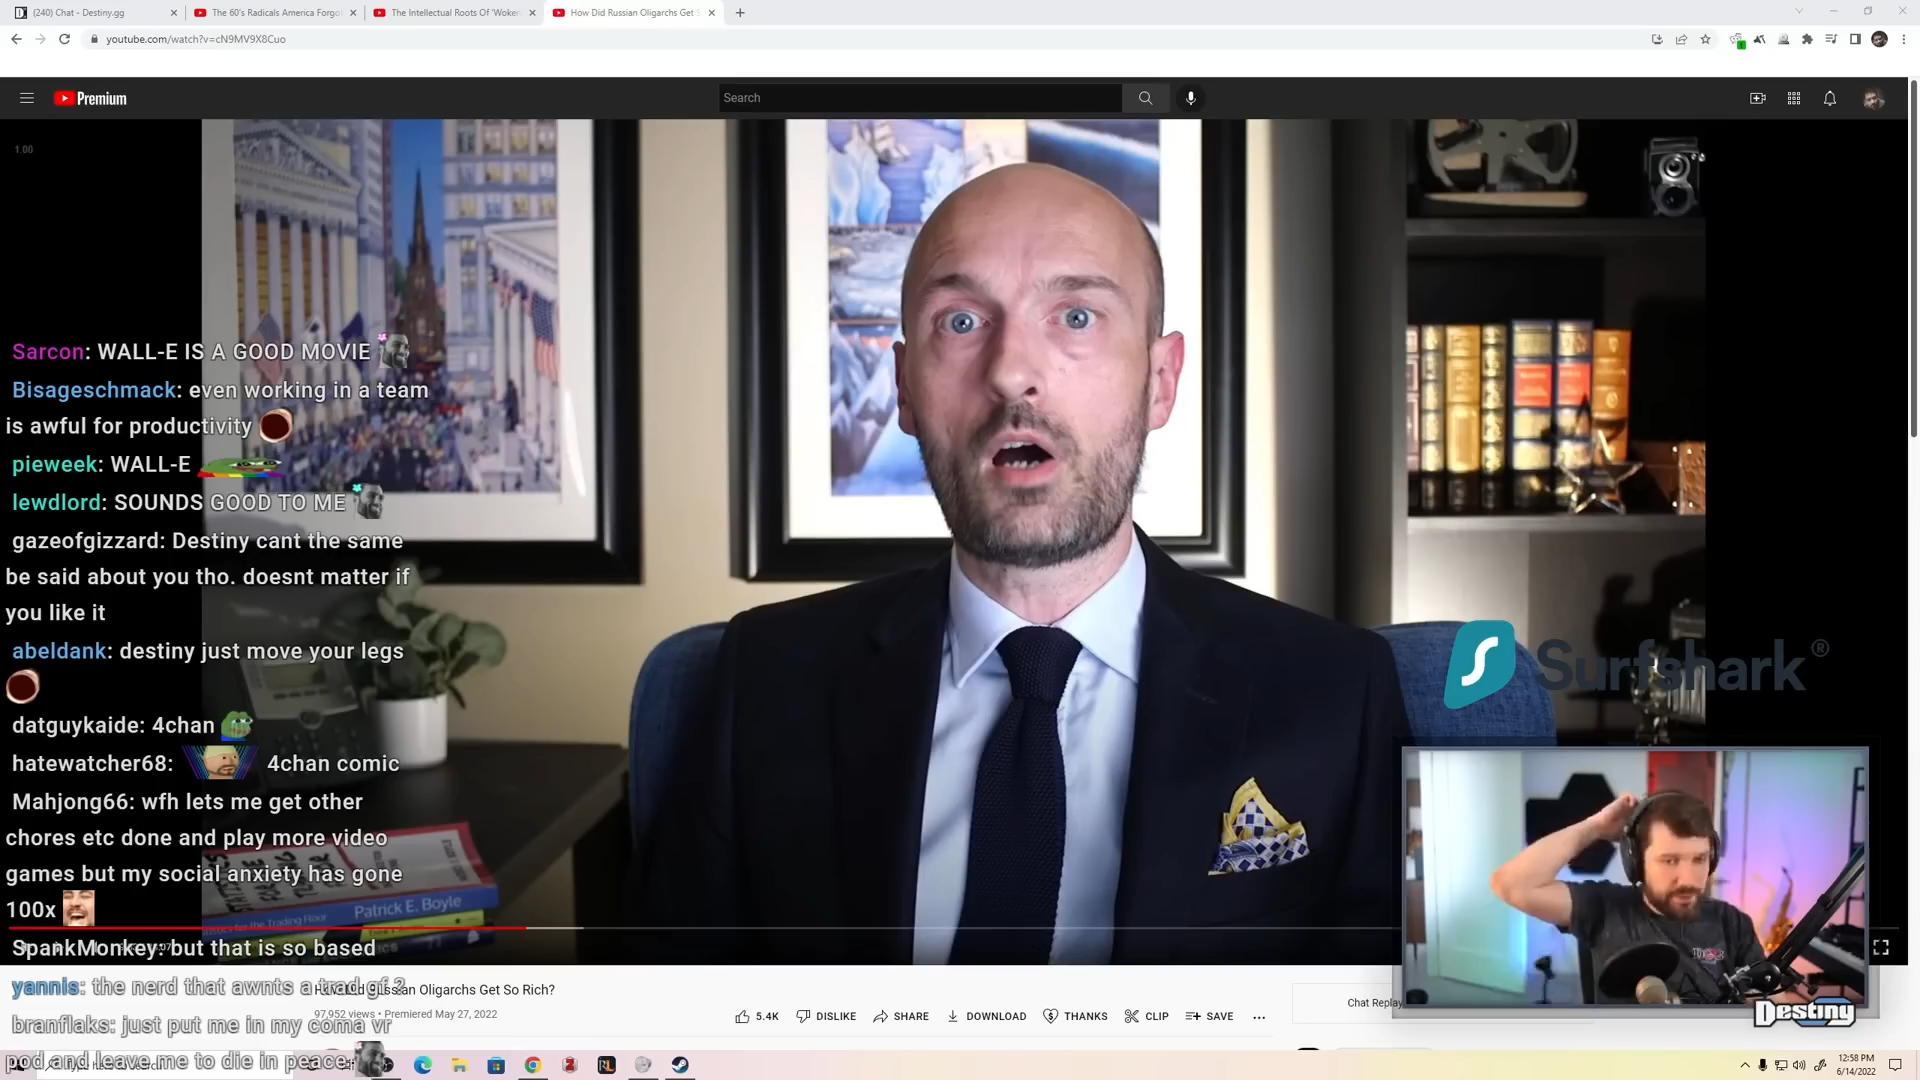 (240) Chat - Destiny.gg
The 60's Radicals America Forgot
The Intellectual Roots Of 'Woken
How Did Russian Oligarchs Get S
youtube.com/watch?v=cN9MV9X8Cuo
Premium
Search
1.00
Sarcon: WALL-E IS A GOOD MOVIE
Bisageschmack: even working in a team
is awful for productivity
pieweek: WALL-E
lewdlord: SOUNDS GOOD TO ME
gazeofgizzard: Destiny cant the same
be said about you tho. doesnt matter if
you like it
abeldank: destiny just move your legs
datguykaide: 4chan
hatewatcher68: 4chan comic
Mahjong66: wfh lets me get other
chores etc done and play more video
games but my social anxiety has gone
100x
SpankMonkey: but that is so based
yannis: the nerd that awnts a trad gf ?
branflaks: just put me in my coma vr
pod and leave me to die in peace
Surfshark®
Patrick E. Boyle
for the Trading Floor
Russian Oligarchs Get So Rich?
97,952 views • Premiered May 27, 2022
5.4K
DISLIKE
SHARE
DOWNLOAD
THANKS
CLIP
SAVE
Chat Replay
Destiny
12:58 PM
6/14/2022